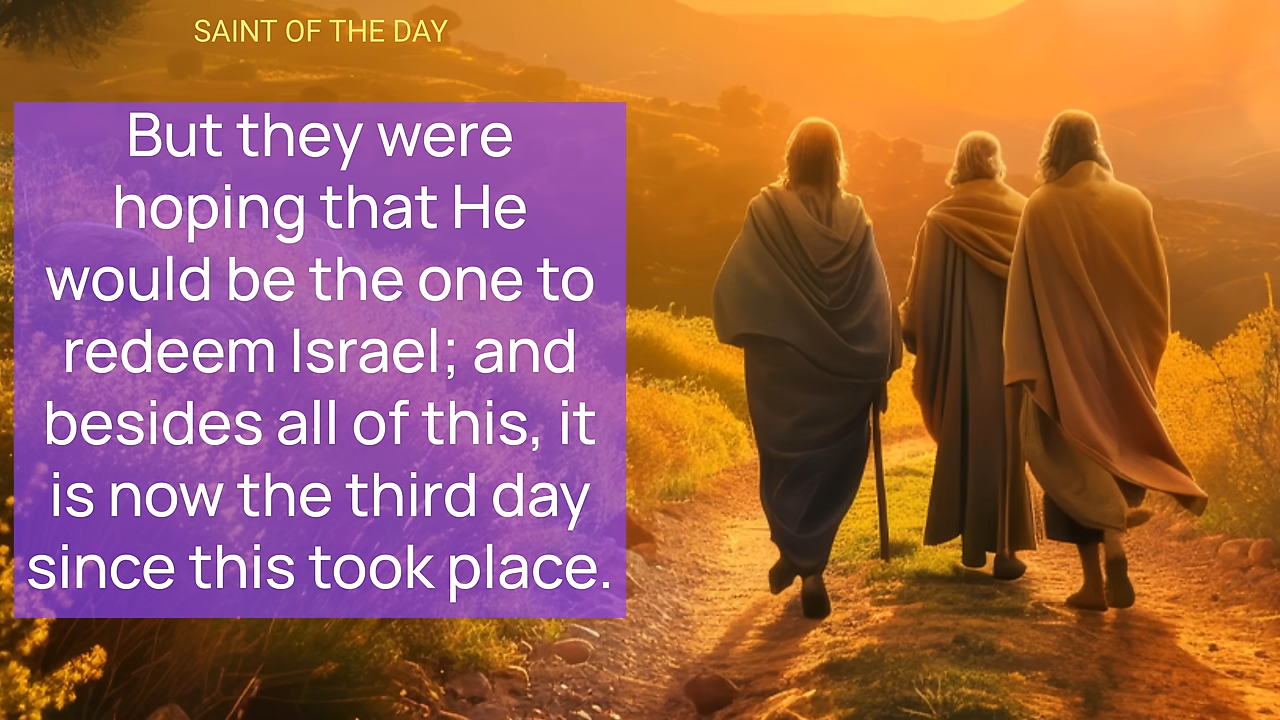 SAINT OF THE DAY
But they were
hoping that He
would be the one to
redeem Israel; and
besides all of this, it
is now the third day
since this took place.